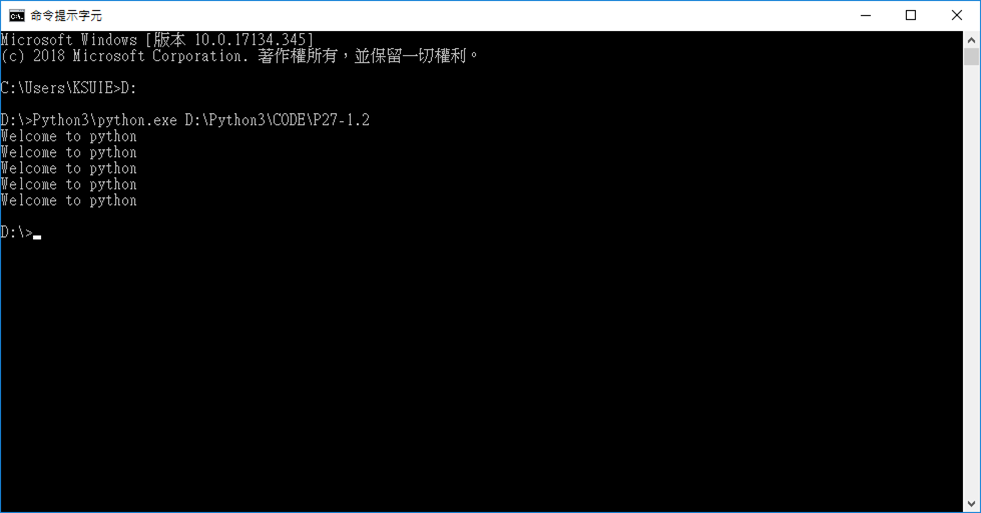 命令提示字元
Microsoft Windows [版本 10.0.17134.345]
(c) 2018 Microsoft Corporation. 著作權所有，並保留一切權利。
C:\Users\KSUIE>D:
D:\>Python3\python.exe D:\Python3\CODE\P27-1.2
Welcome to python
Welcome to python
Welcome to python
Welcome to python
Welcome to python
D:\>